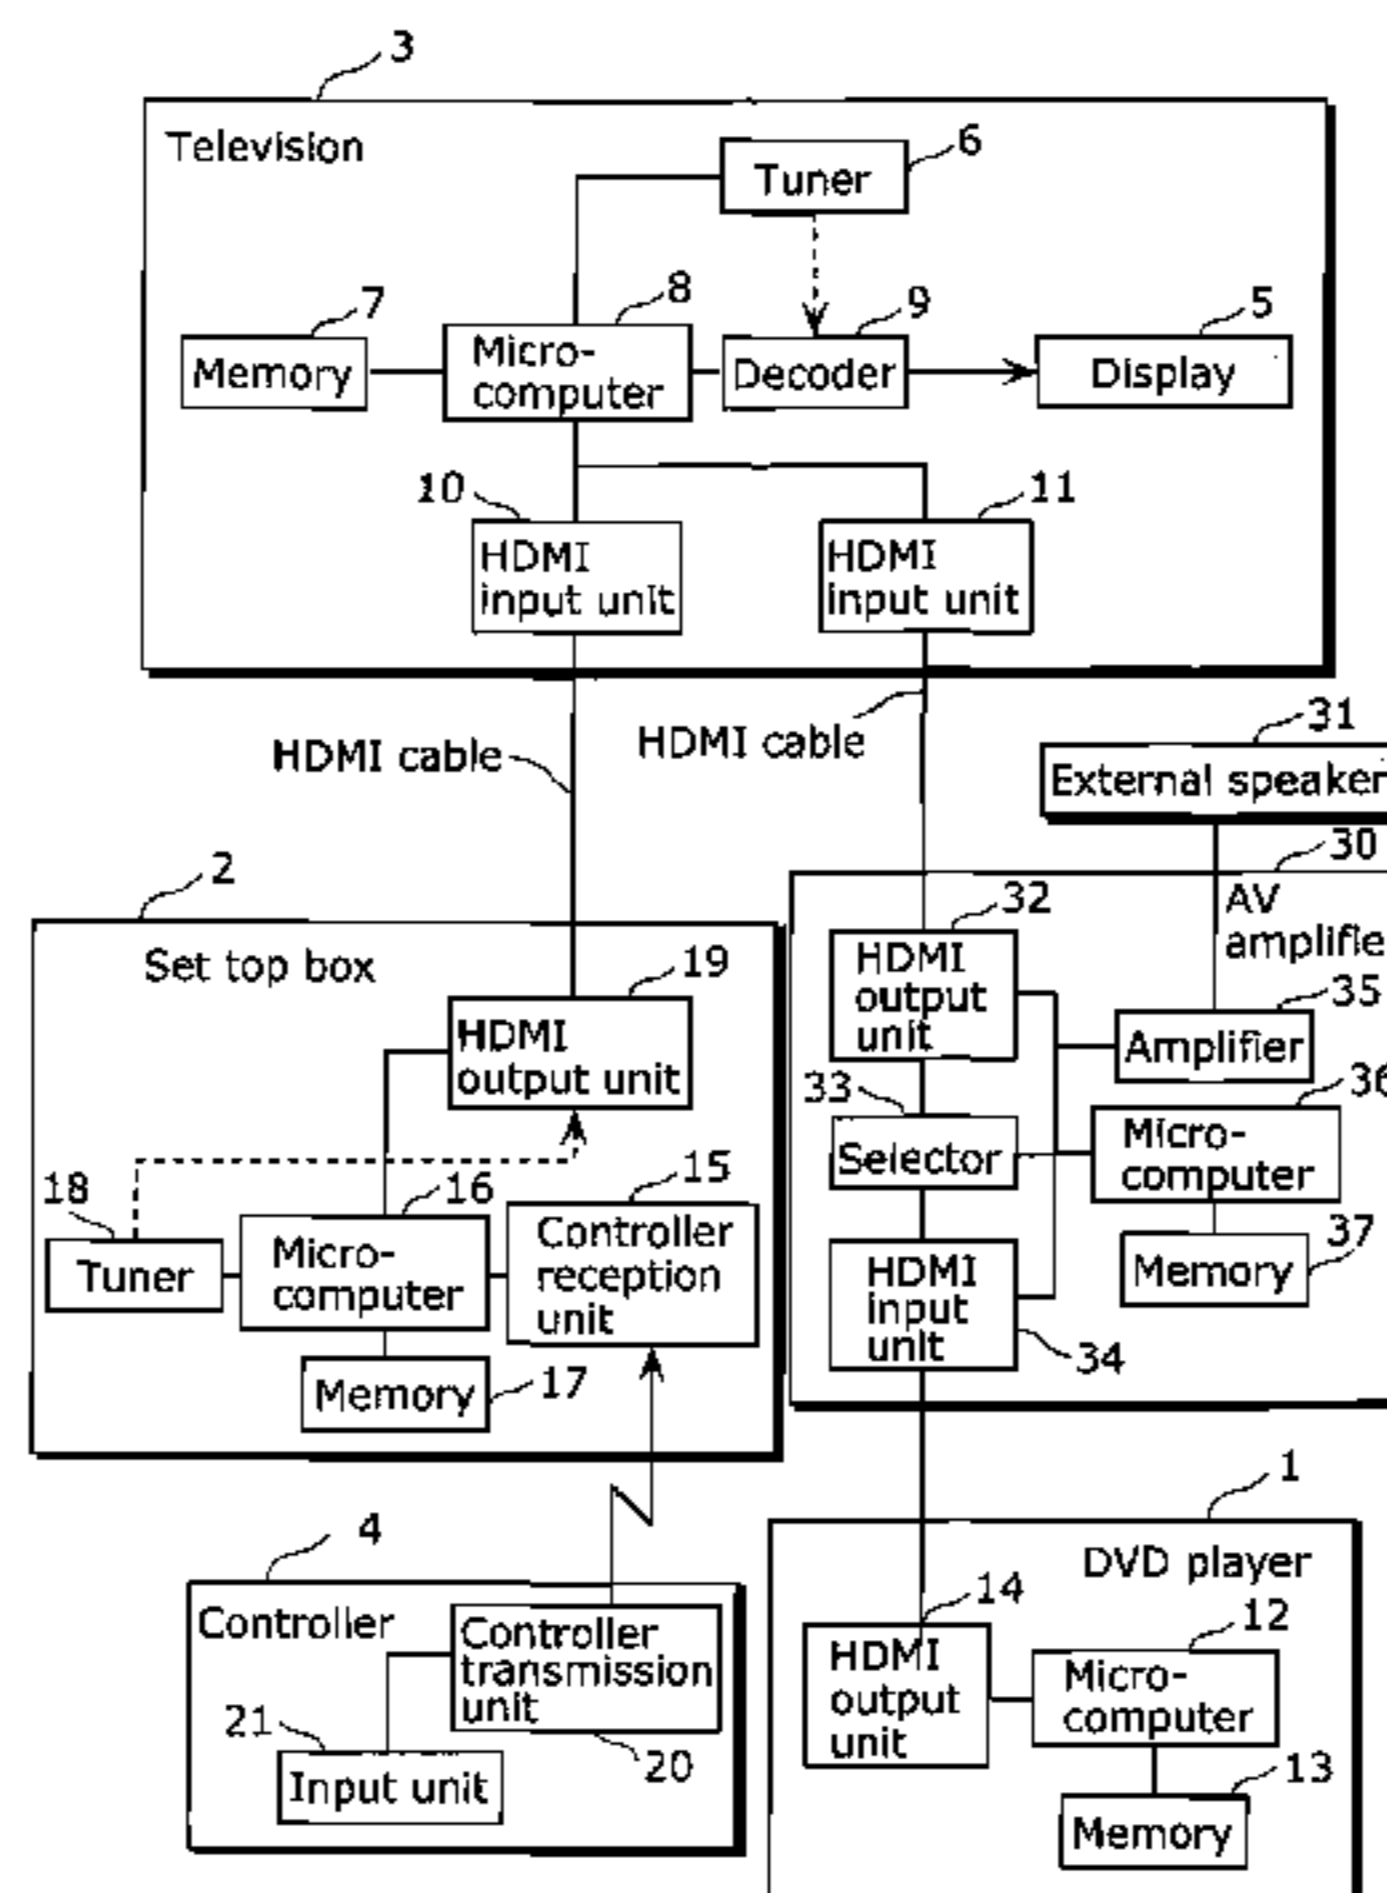 3
Television
6
Tuner
7
8
9
5
Memory
Micro-
computer
Decoder
Display
10
11
HDMI
input unit
HDMI
input unit
HDMI cable
HDMI cable
31
External speaker
2
30
Set top box
AV
amplifie
19
32
HDMI
output unit
HDMI
output
unit
35
Amplifier
33
36
Selector
Micro-
computer
18
16
15
Tuner
Micro-
computer
Controller
reception
unit
37
Memory
HDMI
input
unit
34
17
Memory
4
1
Controller
DVD player
Controller
transmission
unit
14
12
HDMI
output
unit
Micro-
computer
21
20
Input unit
13
Memory